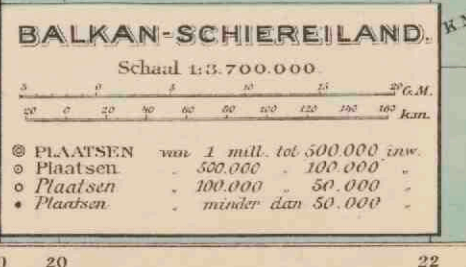 BALKAN-SCHIEREILAND.
Schaal 1:3.700.000
5 0 5 10 15 20 G.M.
20 0 20 40 60 80 100 120 140 160 km.
PLAATSEN van 1 mill. tot 500.000 inw.
Plaatsen „ 500.000 „ 100.000 „
Plaatsen „ 100.000 „ 50.000 „
Plaatsen „ minder dan 50.000 „
20 22